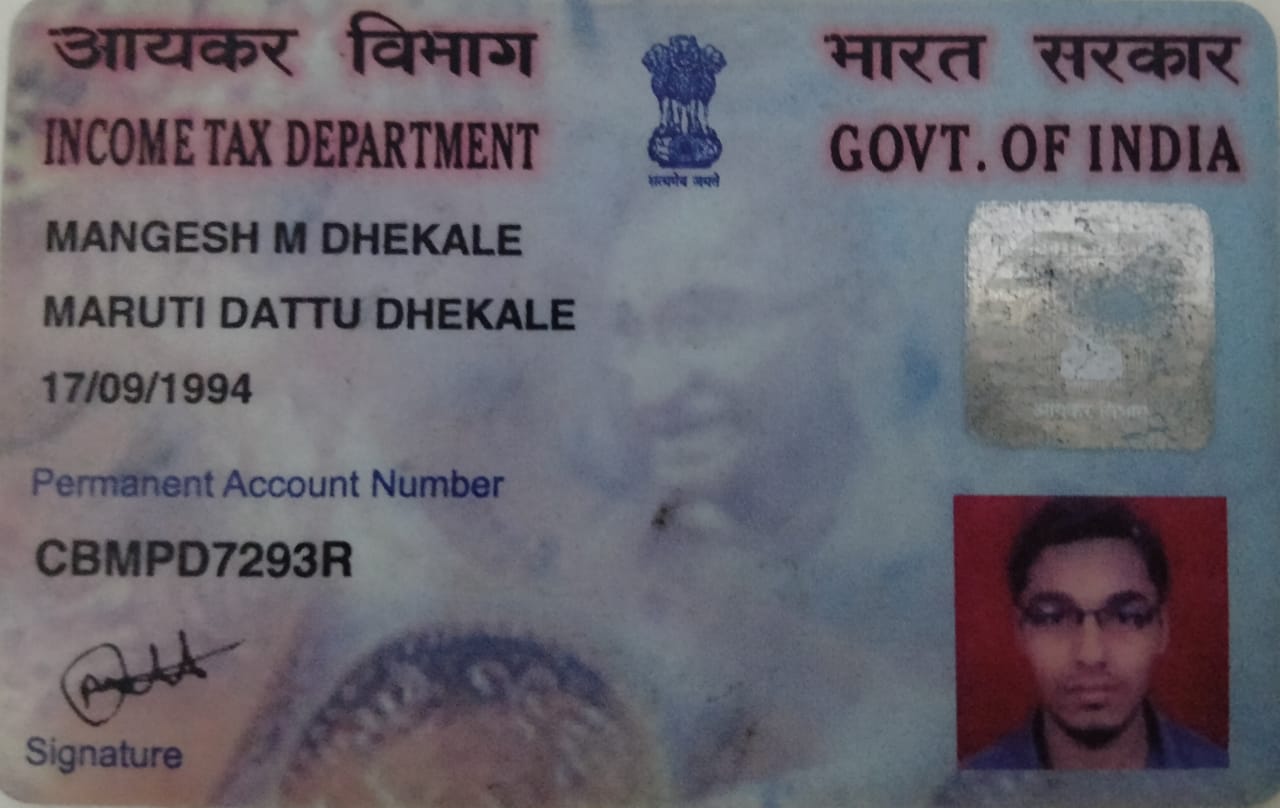 आयकर विभाग
INCOME TAX DEPARTMENT
सत्यमेव जयते
भारत सरकार
GOVT. OF INDIA
MANGESH M DHEKALE
MARUTI DATTU DHEKALE
17/09/1994
Permanent Account Number
CBMPD7293R
Signature
आयकर विभाग